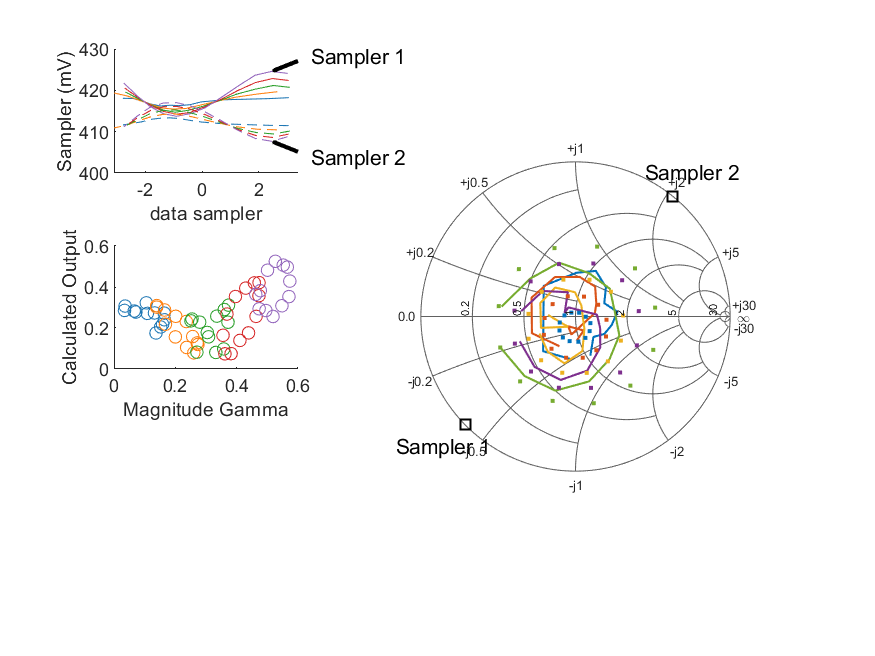 430
420
410
400
Sampler (mV)
-2
0
2
data sampler
Sampler 1
Sampler 2
0.6
0.4
0.2
0
Calculated Output
0
0.2
0.4
0.6
Magnitude Gamma
+j1
Sampler 2
+j2
+j0.5
+j0.2
+j5
0.0
0.2
0.5
1
2
5
30
+j30
∞
-j30
-j0.2
-j5
Sampler 1
-j0.5
-j2
-j1